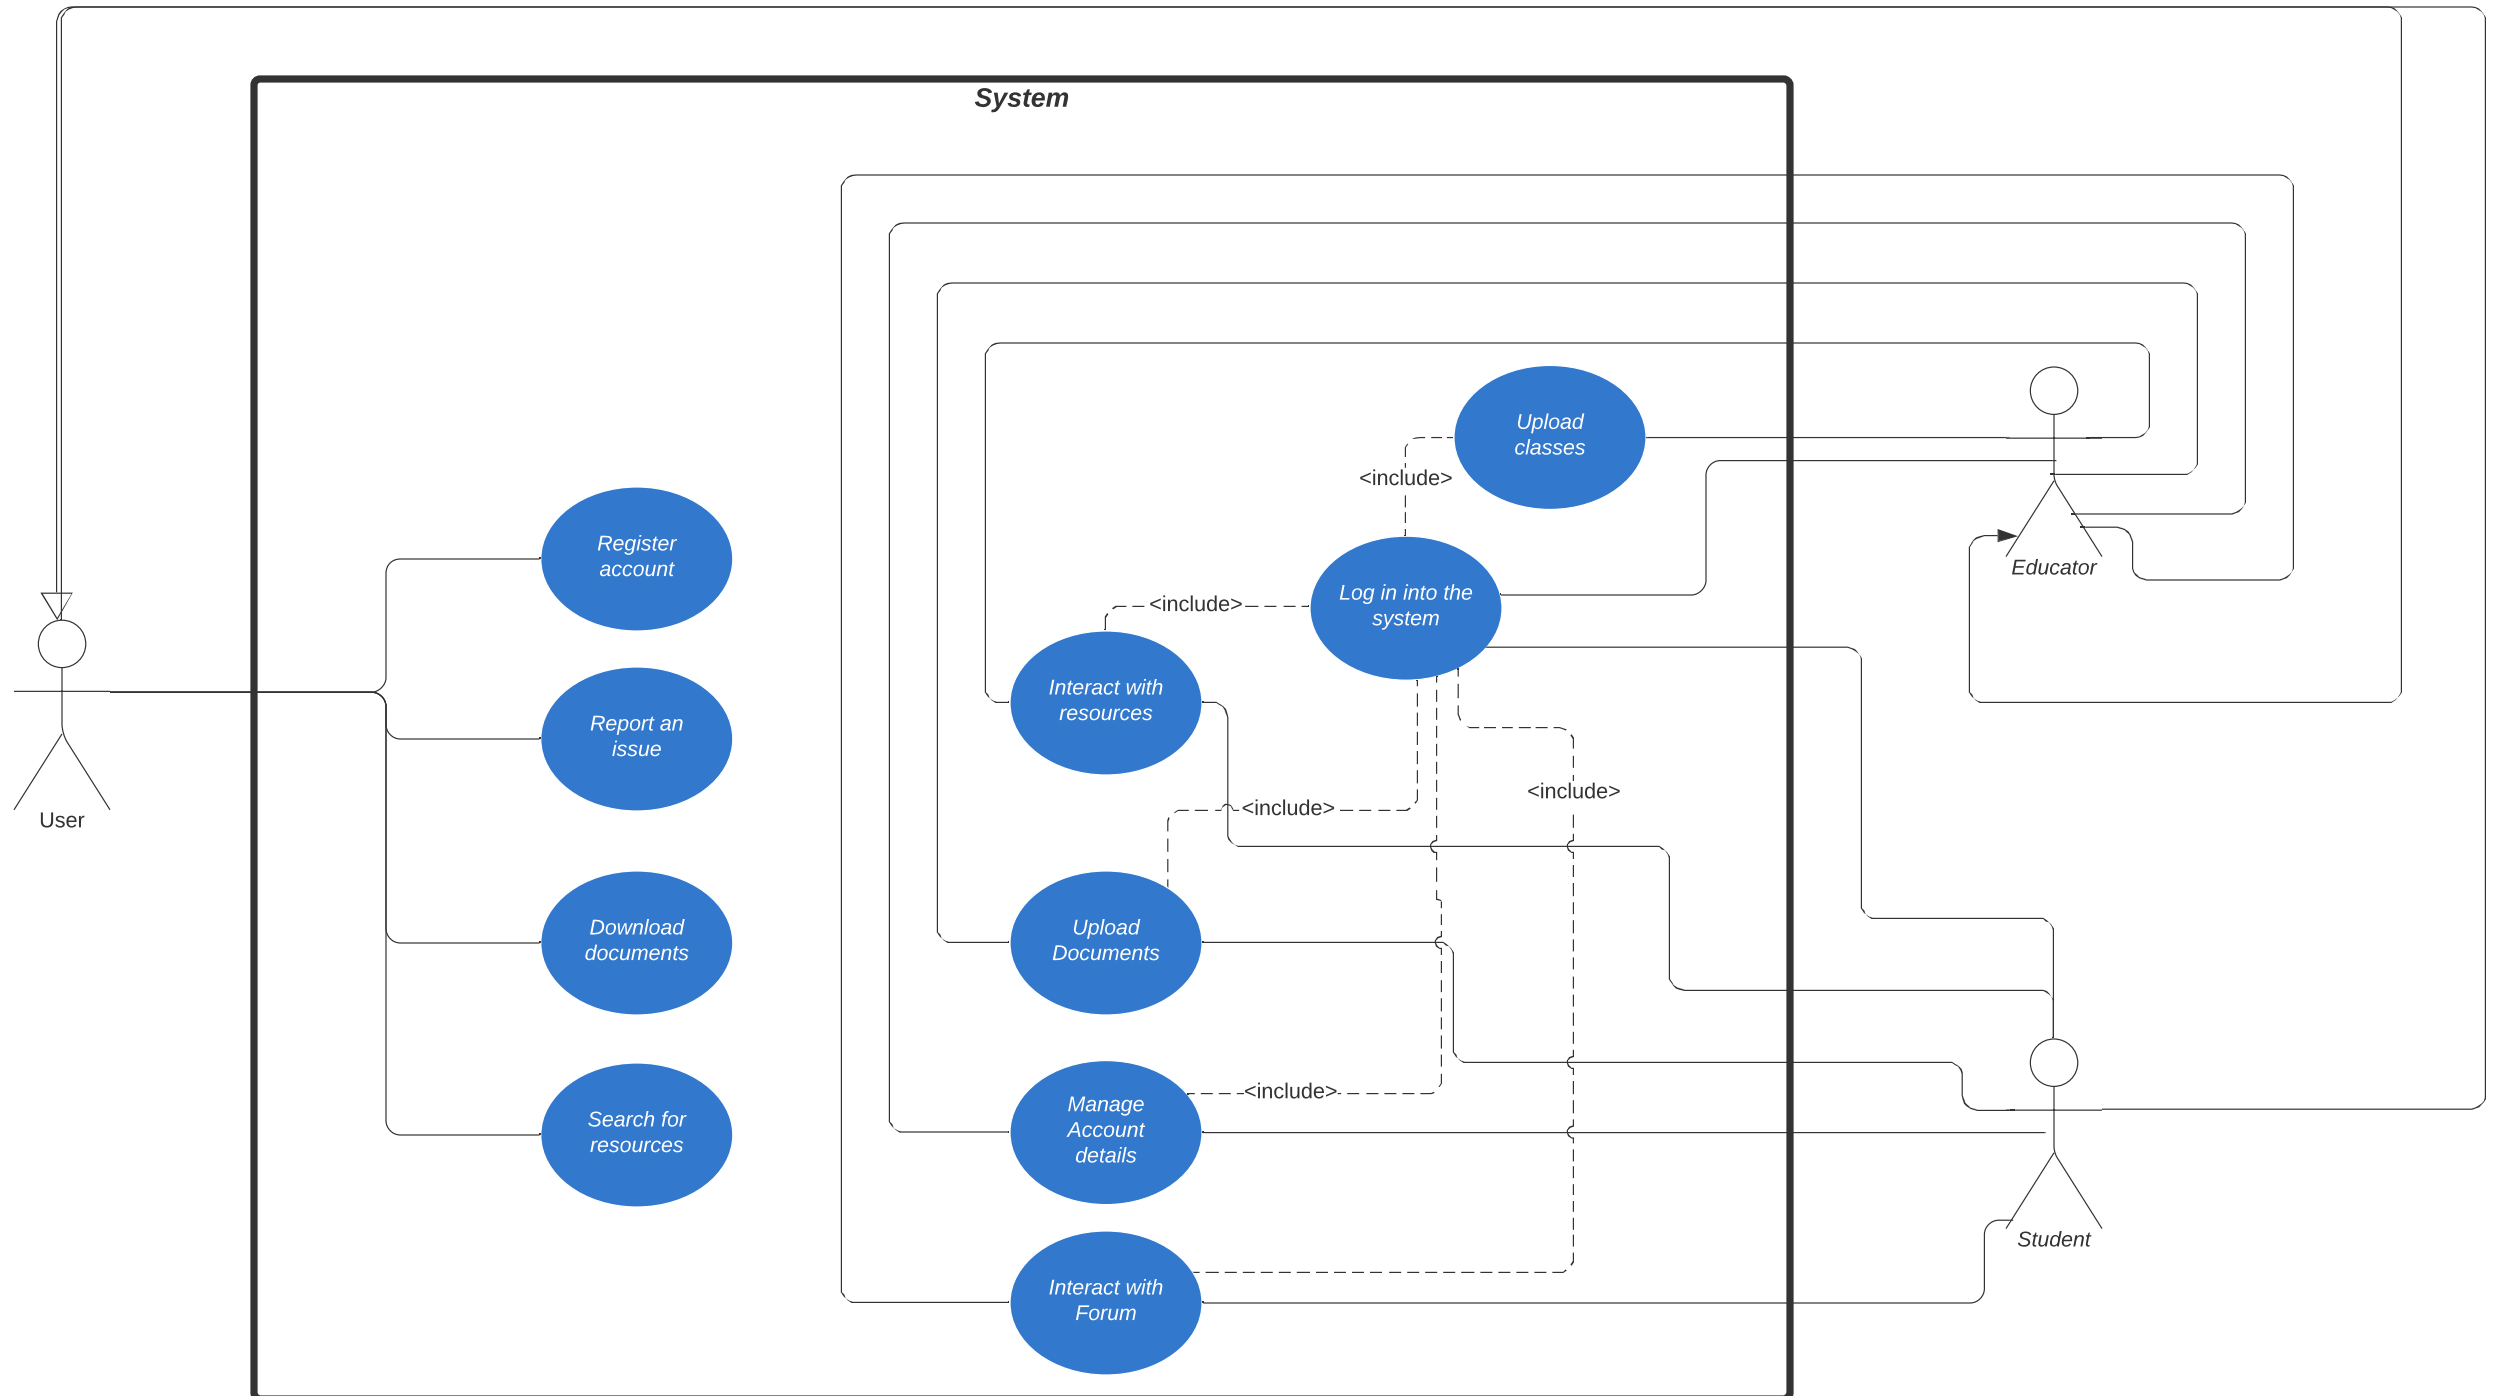 System
Upload
classes
<include>
Register
account
Educator
Log in into the
system
<include>
Interact with
resources
Report an
issue
<include>
<include>
User
Upload
Documents
Download
documents
<include>
Manage
Account
details
Search for
resources
Student
Interact with
Forum